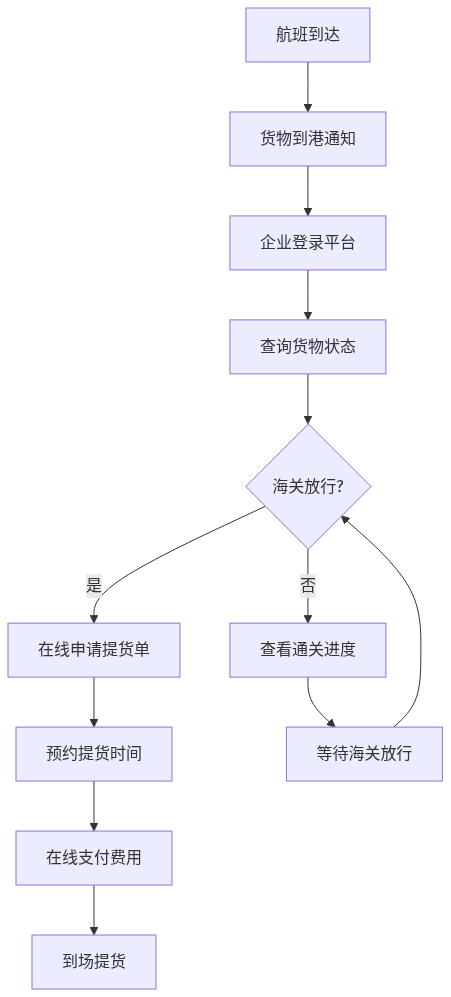 航班到达
货物到港通知
企业登录平台
查询货物状态
海关放行?
是
否
在线申请提货单
查看通关进度
预约提货时间
等待海关放行
在线支付费用
到场提货